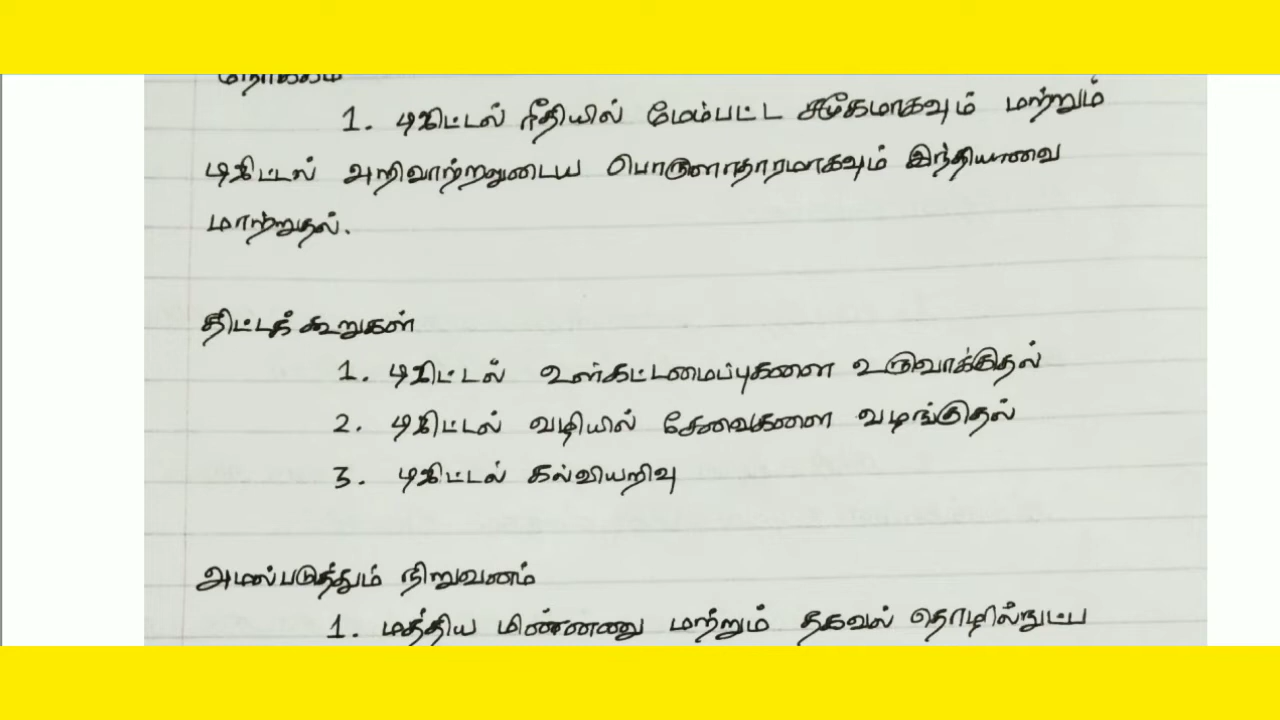 நோக்கம்
1. டிஜிட்டல் ரீதியில் மேம்பட்ட சமூகமாகவும் மற்றும்
டிஜிட்டல் அறிவாற்றலுடைய பொருளாதாரமாகவும் இந்தியாவை
மாற்றுதல்.
திட்டக் கூறுகள்
1. டிஜிட்டல் உள்கட்டமைப்புகளை உருவாக்குதல்
2. டிஜிட்டல் வழியில் சேவைகளை வழங்குதல்
3. டிஜிட்டல் கல்வியறிவு
அமல்படுத்தும் நிறுவனம்
1. மத்திய மின்னணு மற்றும் தகவல் தொழில்நுட்ப